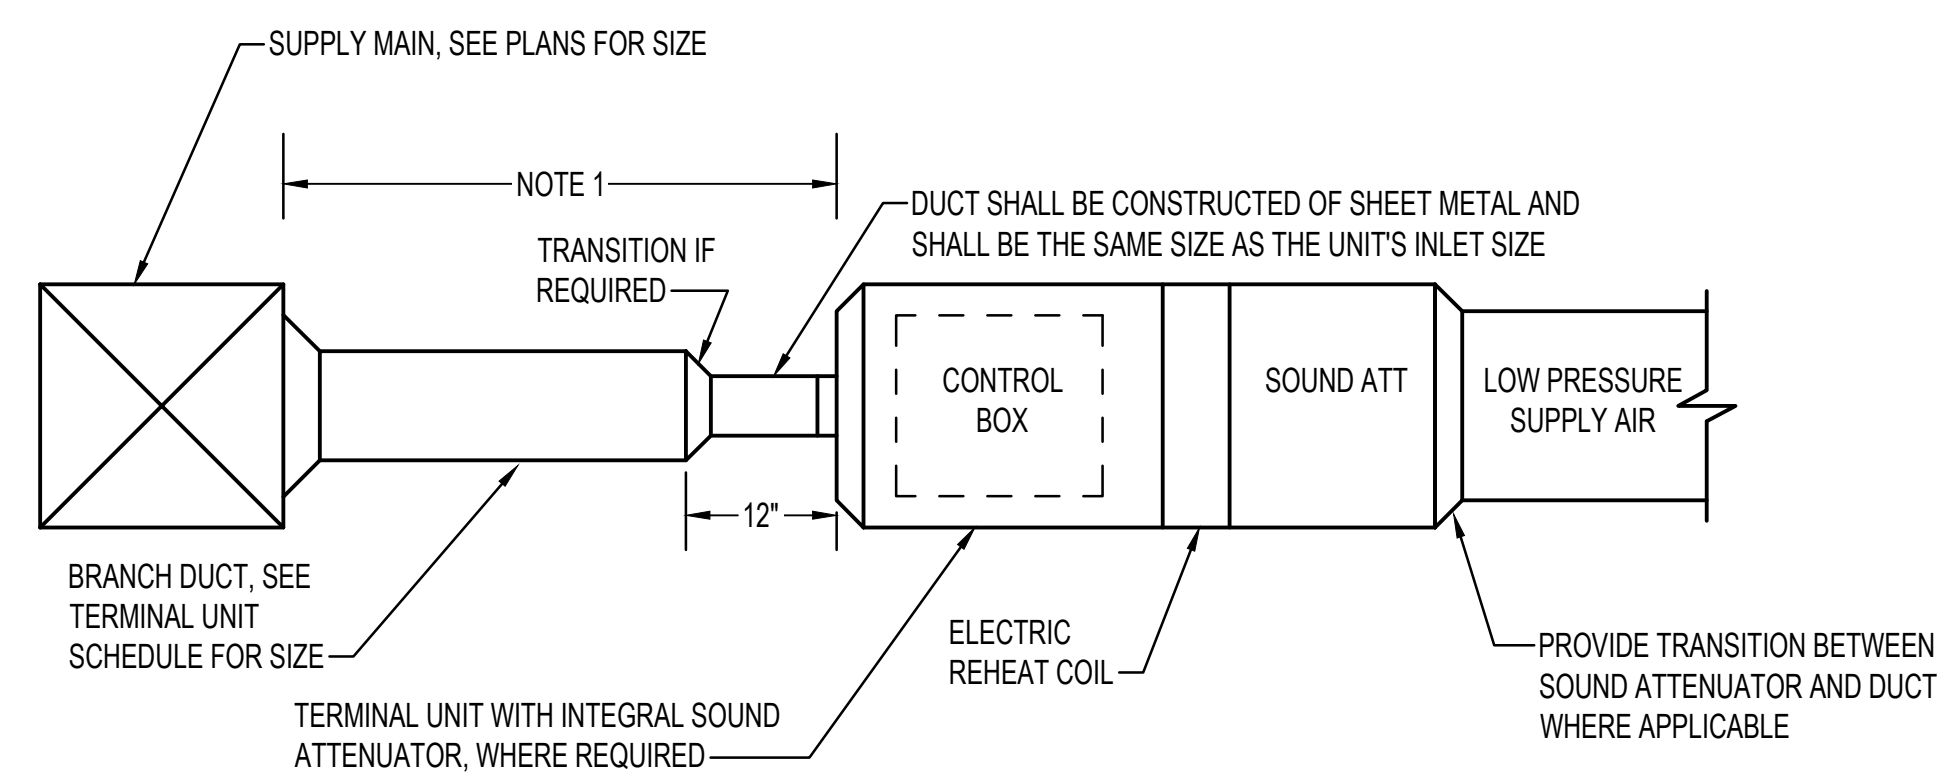 SUPPLY MAIN, SEE PLANS FOR SIZE
NOTE 1
DUCT SHALL BE CONSTRUCTED OF SHEET METAL AND
SHALL BE THE SAME SIZE AS THE UNIT'S INLET SIZE
TRANSITION IF
REQUIRED
CONTROL
BOX
SOUND ATT
LOW PRESSURE
SUPPLY AIR
12"
BRANCH DUCT, SEE
TERMINAL UNIT
SCHEDULE FOR SIZE
ELECTRIC
REHEAT COIL
PROVIDE TRANSITION BETWEEN
SOUND ATTENUATOR AND DUCT
WHERE APPLICABLE
TERMINAL UNIT WITH INTEGRAL SOUND
ATTENUATOR, WHERE REQUIRED